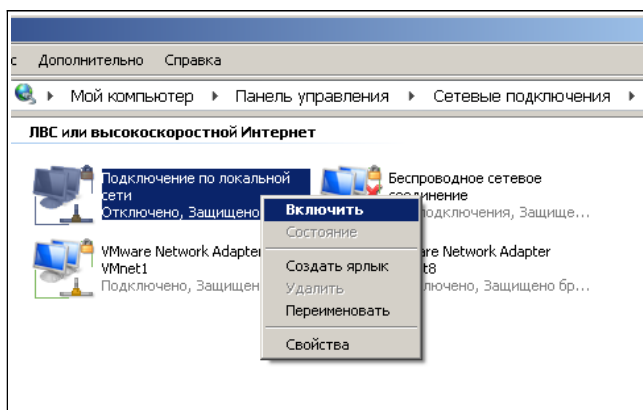 с Дополнительно Справка
Мой компьютер Панель управления Сетевые подключения
ЛВС или высокоскоростной Интернет
Подключение по локальной
сети
Отключено, Защищено
Беспроводное сетевое
подключения, Защище...
VMware Network Adapter
VMnet1
Подключено, Защищен
Network Adapter
t8
бр...
Включить
Состояние
Создать ярлык
Удалить
Переименовать
Свойства